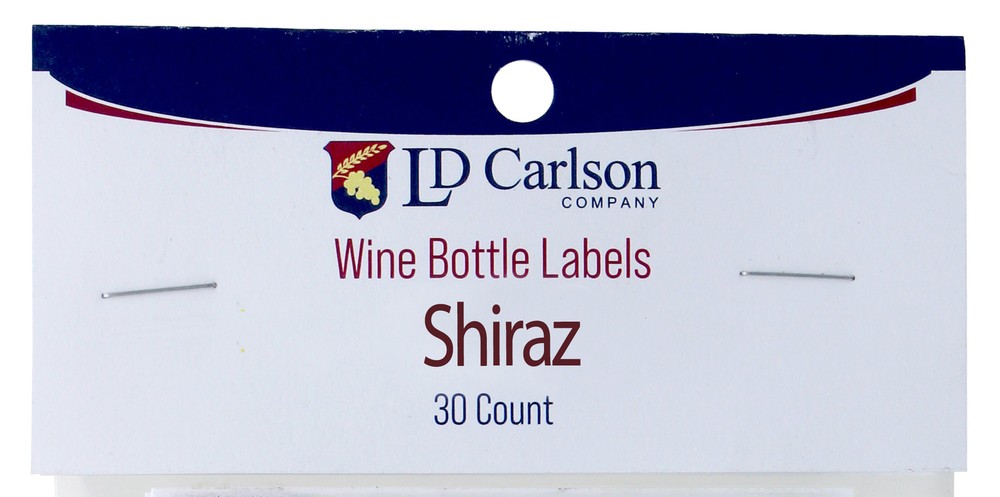 LD Carlson
COMPANY
Wine Bottle Labels
Shiraz
30 Count